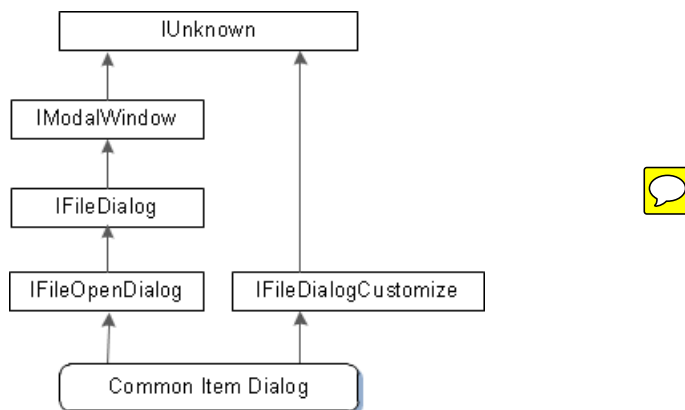 IUnknown
IModalWindow
IFileDialog
IFileOpenDialog
IFileDialogCustomize
Common Item Dialog